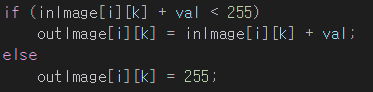 if (inImage[i][k] + val < 255)
    outImage[i][k] = inImage[i][k] + val;
else
    outImage[i][k] = 255;